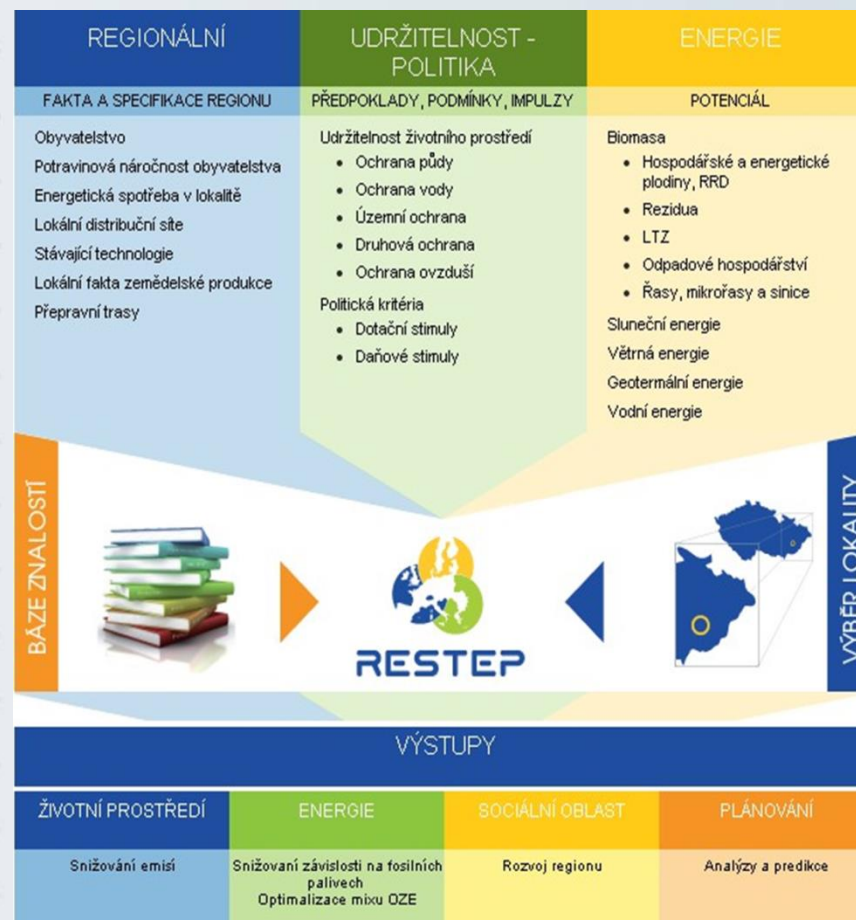 REGIONÁLNÍ
FAKTA A SPECIFIKACE REGIONU
Obyvatelstvo
Potravinová náročnost obyvatelstva
Energetická spotřeba v lokalitě
Lokální distribuční síte
Stávající technologie
Lokální fakta zemědelské produkce
Přepravní trasy
UDRŽITELNOST -
POLITIKA
PŘEDPOKLADY, PODMÍNKY, IMPULZY
Udržitelnost životního prostředí
• Ochrana půdy
• Ochrana vody
• Územní ochrana
• Druhová ochrana
• Ochrana ovzduší
Politická kritéria
• Dotační stimuly
• Daňové stimuly
ENERGIE
POTENCIÁL
Biomasa
• Hospodářské a energetické
plodiny, RRD
• Rezidua
• LTZ
• Odpadové hospodářství
• Řasy, mikrořasy a sinice
Sluneční energie
Větrná energie
Geotermální energie
Vodní energie
BÁZE ZNALOSTÍ
RESTEP
VÝBĚR LOKALITY
VÝSTUPY
ŽIVOTNÍ PROSTŘEDÍ
Snižování emisí
ENERGIE
Snižovaní závislosti na fosilních
palivech
Optimalizace mixu OZE
SOCIÁLNÍ OBLAST
Rozvoj regionu
PLÁNOVÁNÍ
Analýzy a predikce